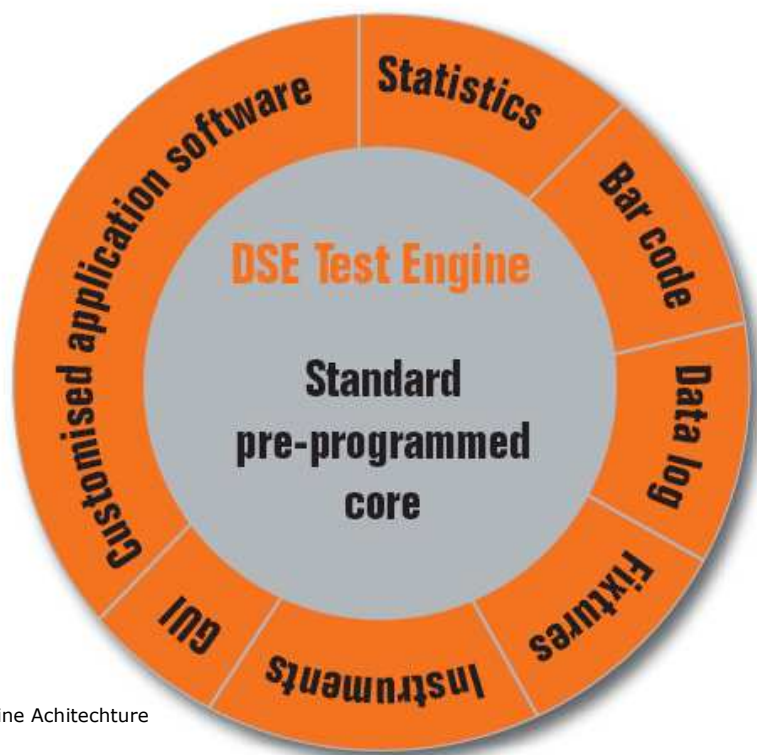 Customised application software
Statistics
Bar code
Data log
Fixtures
Instruments
GUI
DSE Test Engine
Standard
pre-programmed
core
ine Achitechture